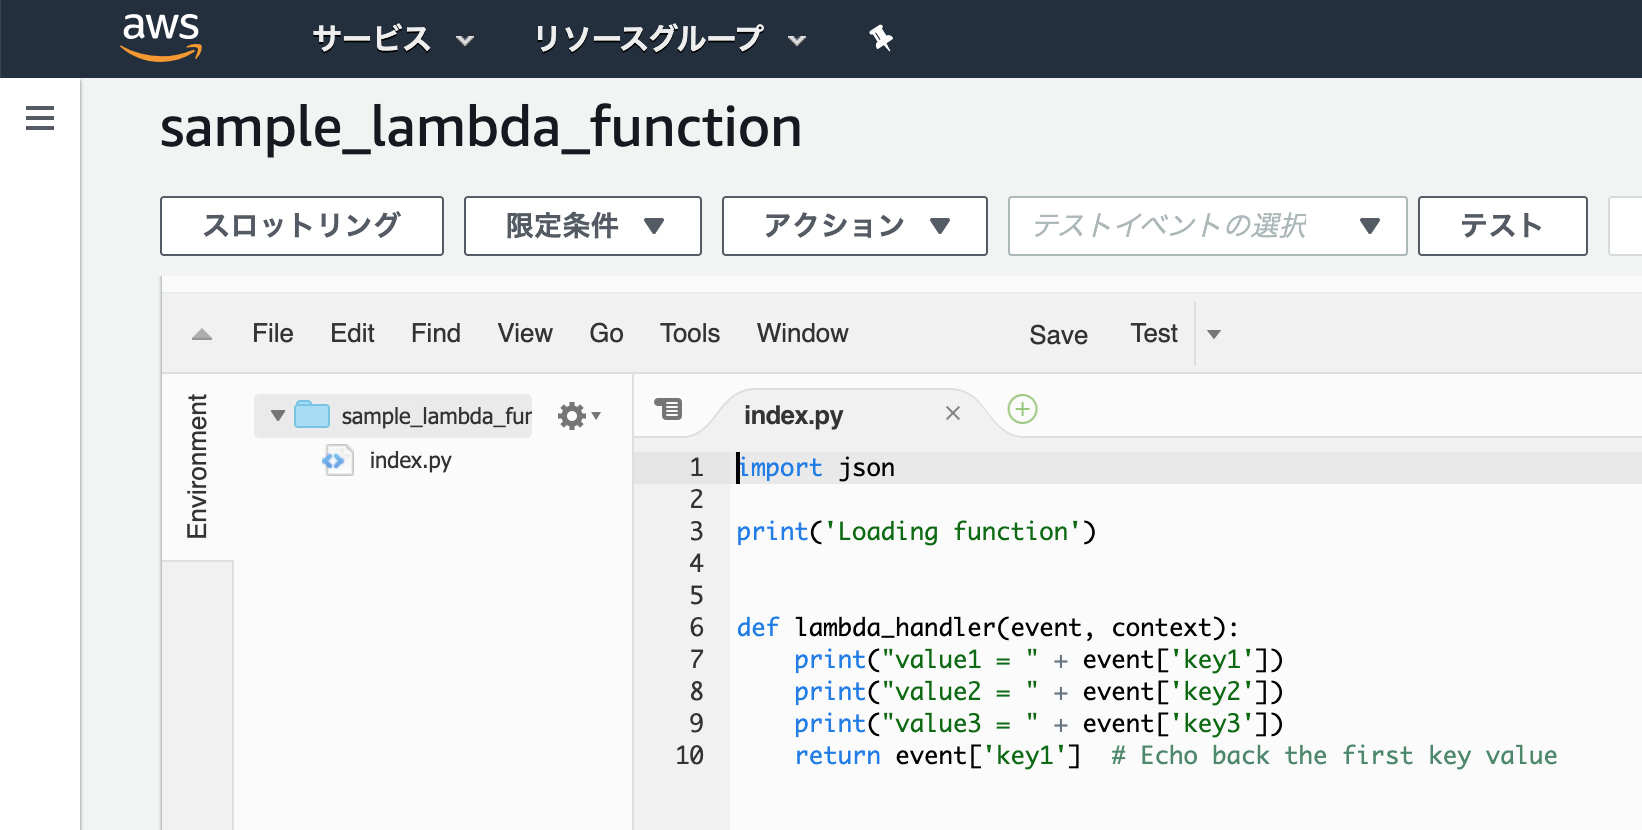 aws サービス リソースグループ
sample_lambda_function
スロットリング 限定条件 アクション テストイベントの選択 テスト
File Edit Find View Go Tools Window Save Test
Environment
sample_lambda_fur
index.py
index.py
1 import json
2
3 print('Loading function')
4
5
6 def lambda_handler(event, context):
7     print("value1 = " + event['key1'])
8     print("value2 = " + event['key2'])
9     print("value3 = " + event['key3'])
10     return event['key1']  # Echo back the first key value